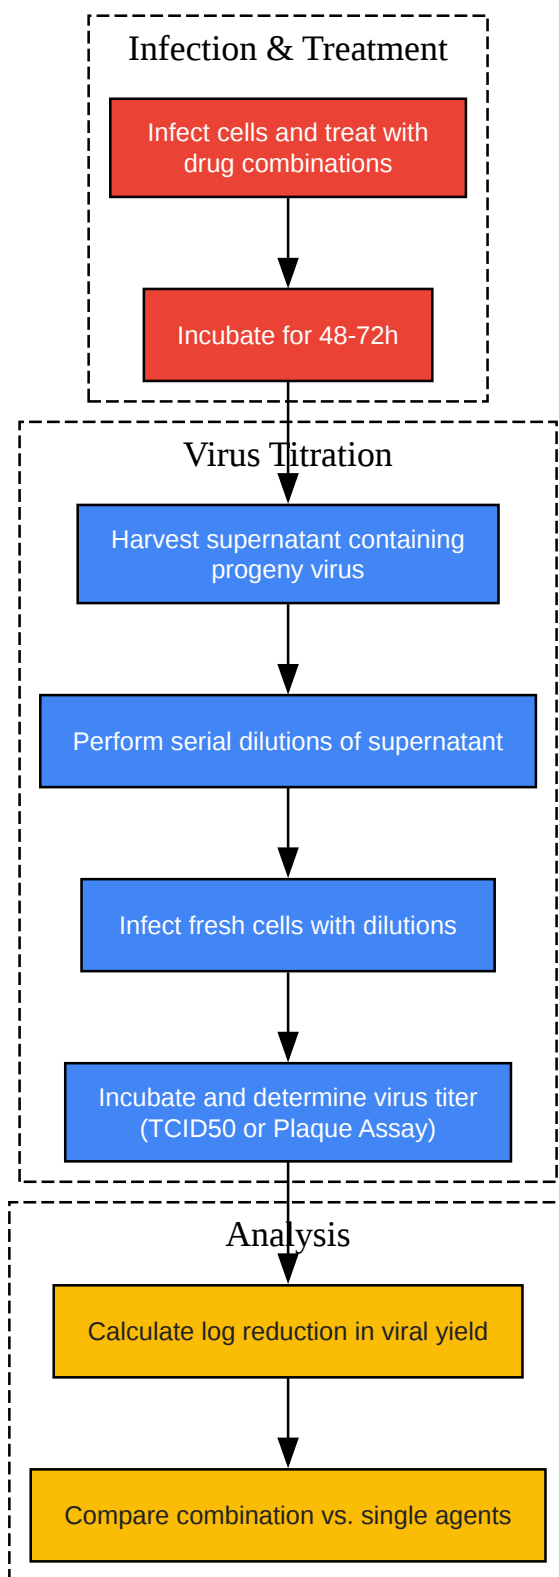 Infection & Treatment
Infect cells and treat with
drug combinations
Incubate for 48-72h
Virus Titration
Harvest supernatant containing
progeny virus
Perform serial dilutions of supernatant
Infect fresh cells with dilutions
Incubate and determine virus titer
(TCID50 or Plaque Assay)
Analysis
Calculate log reduction in viral yield
Compare combination vs. single agents